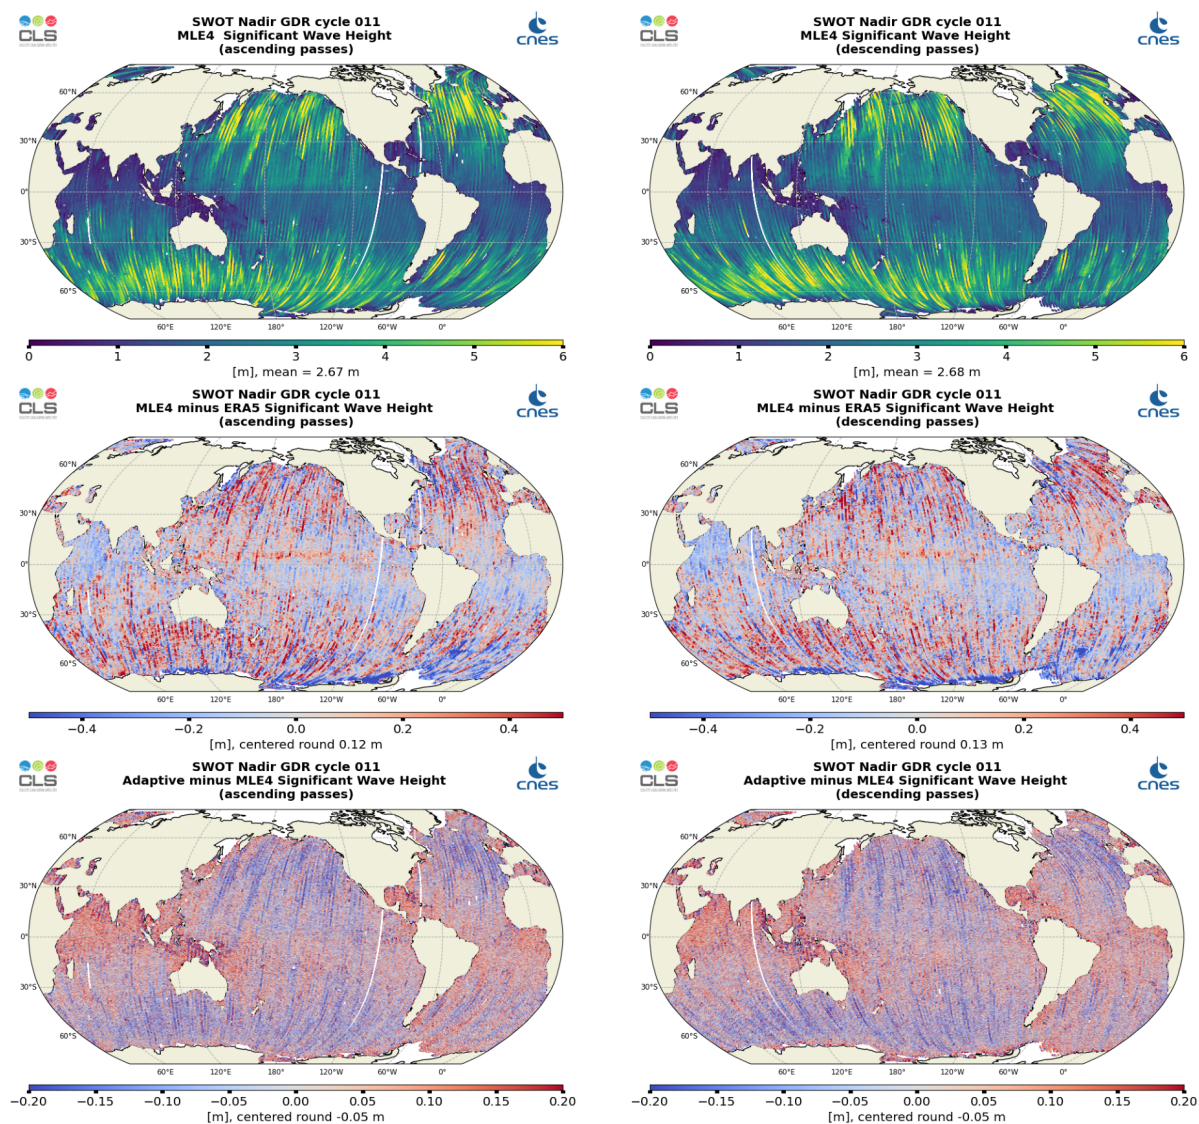 CLS
SWOT Nadir GDR cycle 011
MLE4  Significant Wave Height
(ascending passes)
cnes
60°N
30°N
0°
30°S
60°S
60°E 120°E 180° 120°W 60°W 0°
0 1 2 3 4 5 6
[m], mean = 2.67 m
CLS
SWOT Nadir GDR cycle 011
MLE4 Significant Wave Height
(descending passes)
cnes
60°N
30°N
0°
30°S
60°S
60°E 120°E 180° 120°W 60°W 0°
0 1 2 3 4 5 6
[m], mean = 2.68 m
CLS
SWOT Nadir GDR cycle 011
MLE4 minus ERA5 Significant Wave Height
(ascending passes)
cnes
60°N
30°N
0°
30°S
60°S
60°E 120°E 180° 120°W 60°W 0°
−0.4 −0.2 0.0 0.2 0.4
[m], centered round 0.12 m
CLS
SWOT Nadir GDR cycle 011
MLE4 minus ERA5 Significant Wave Height
(descending passes)
cnes
60°N
30°N
0°
30°S
60°S
60°E 120°E 180° 120°W 60°W 0°
−0.4 −0.2 0.0 0.2 0.4
[m], centered round 0.13 m
CLS
SWOT Nadir GDR cycle 011
Adaptive minus MLE4 Significant Wave Height
(ascending passes)
cnes
60°N
30°N
0°
30°S
60°S
60°E 120°E 180° 120°W 60°W 0°
−0.20 −0.15 −0.10 −0.05 0.00 0.05 0.10 0.15 0.20
[m], centered round -0.05 m
CLS
SWOT Nadir GDR cycle 011
Adaptive minus MLE4 Significant Wave Height
(descending passes)
cnes
60°N
30°N
0°
30°S
60°S
60°E 120°E 180° 120°W 60°W 0°
−0.20 −0.15 −0.10 −0.05 0.00 0.05 0.10 0.15 0.20
[m], centered round -0.05 m